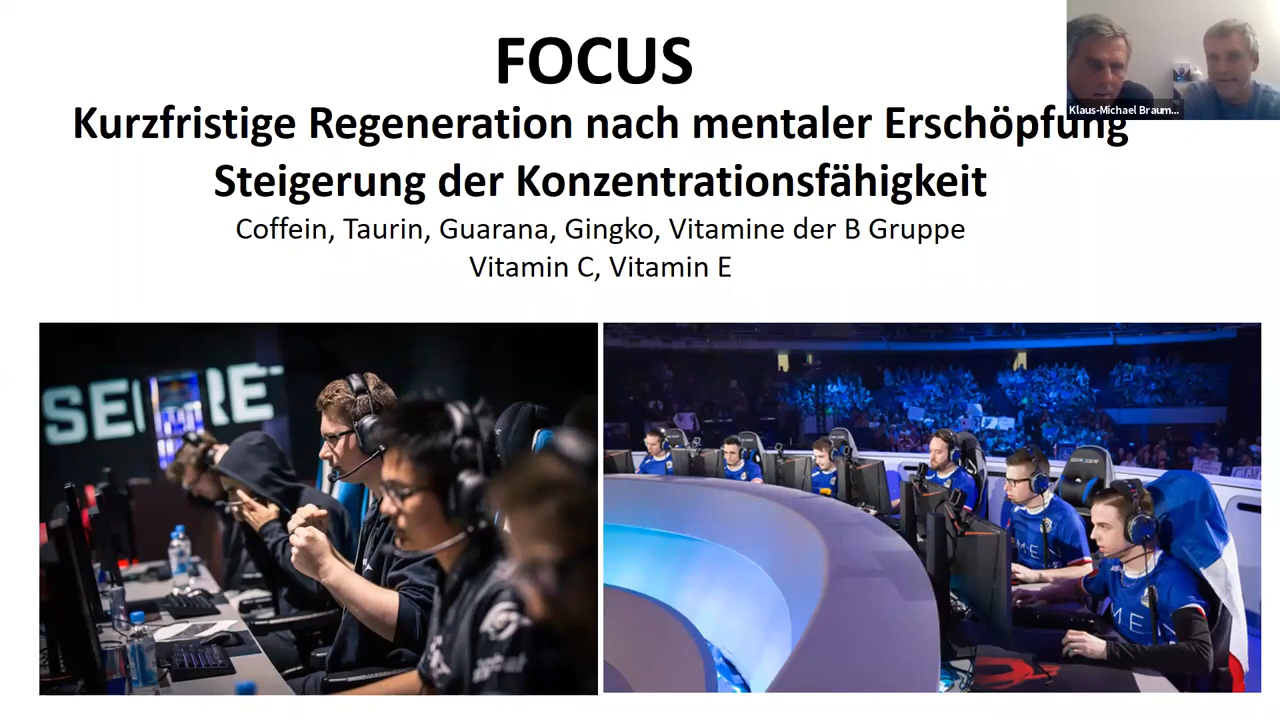 FOCUS
Kurzfristige Regeneration nach mentaler Erschöpfung
Steigerung der Konzentrationsfähigkeit
Coffein, Taurin, Guarana, Gingko, Vitamine der B Gruppe
Vitamin C, Vitamin E
Klaus-Michael Braum...